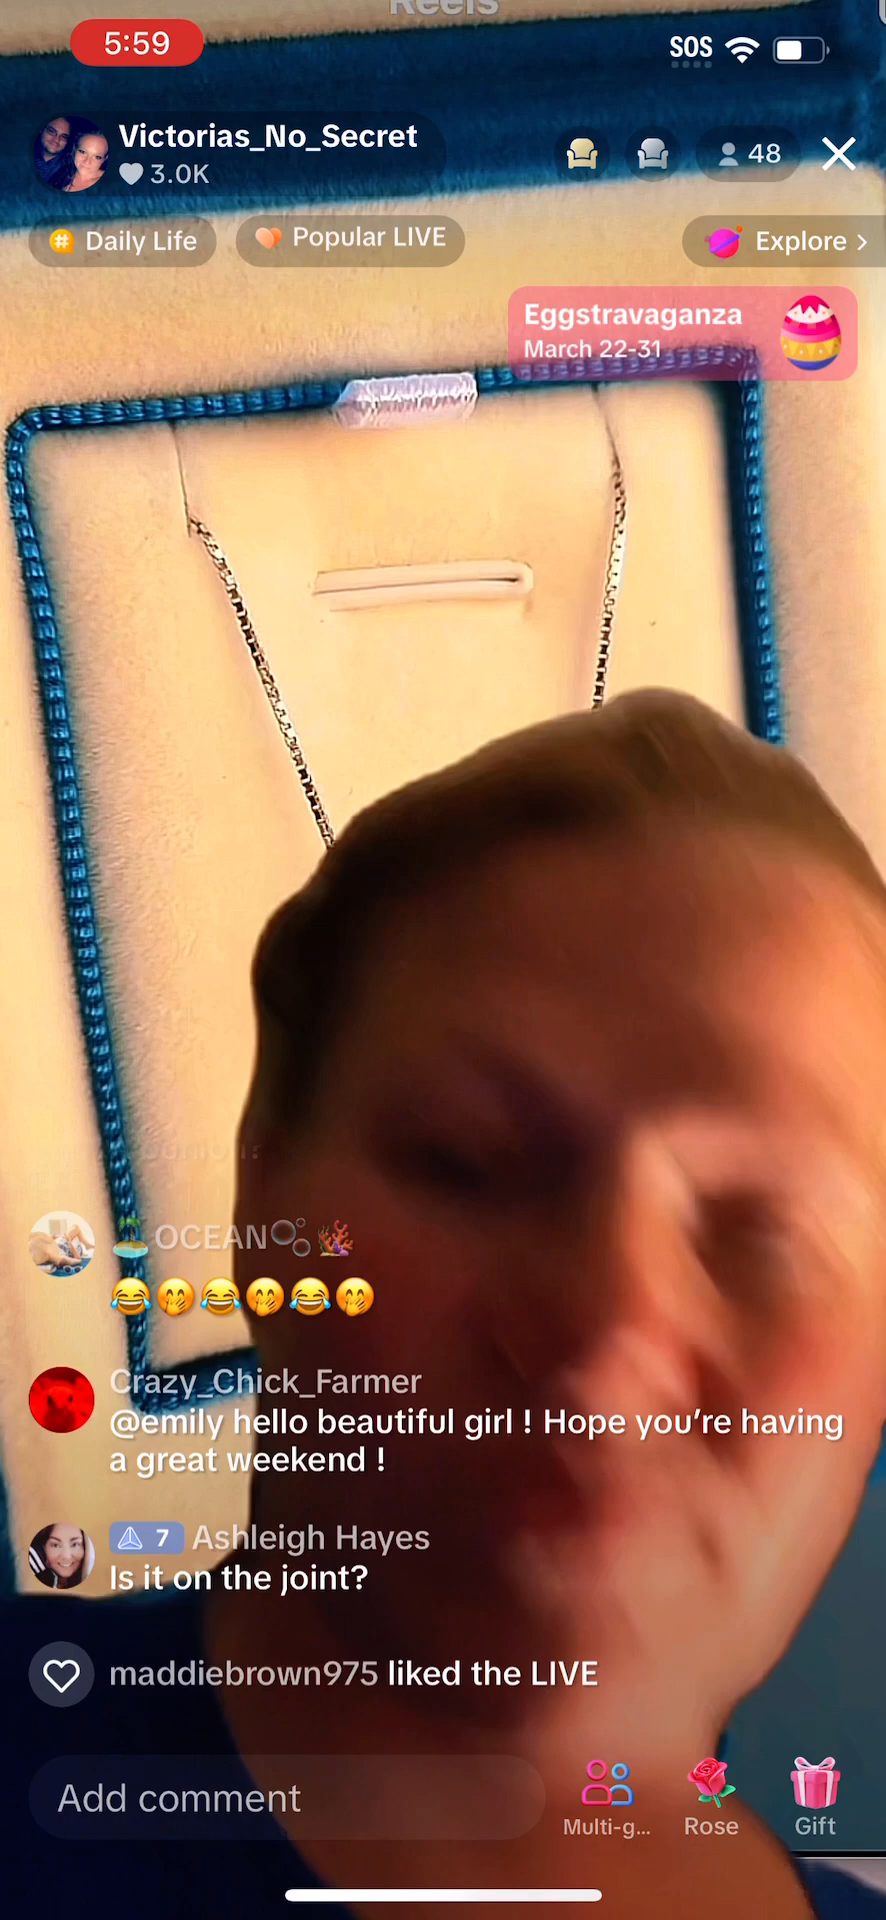 Reels
5:59
SOS
Victorias_No_Secret
3.0K
48
Daily Life
Popular LIVE
Explore >
Eggstravaganza
March 22-31
OCEAN
Crazy_Chick_Farmer
@emily hello beautiful girl ! Hope you're having
a great weekend !
7 Ashleigh Hayes
Is it on the joint?
maddiebrown975 liked the LIVE
Add comment
Multi-g...
Rose
Gift